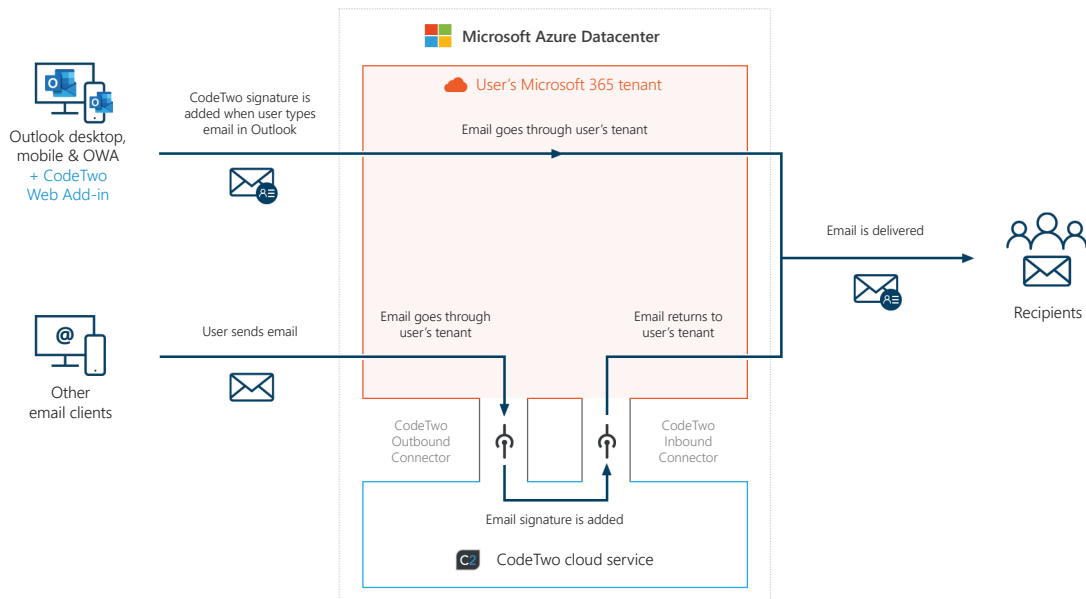 Microsoft Azure Datacenter
User's Microsoft 365 tenant
Outlook desktop,
mobile & OWA
+ CodeTwo
Web Add-in
CodeTwo signature is
added when user types
email in Outlook
Email goes through user's tenant
Email is delivered
Recipients
@
Other
email clients
User sends email
Email goes through
user's tenant
Email returns to
user's tenant
CodeTwo
Outbound
Connector
CodeTwo
Inbound
Connector
Email signature is added
C2 CodeTwo cloud service